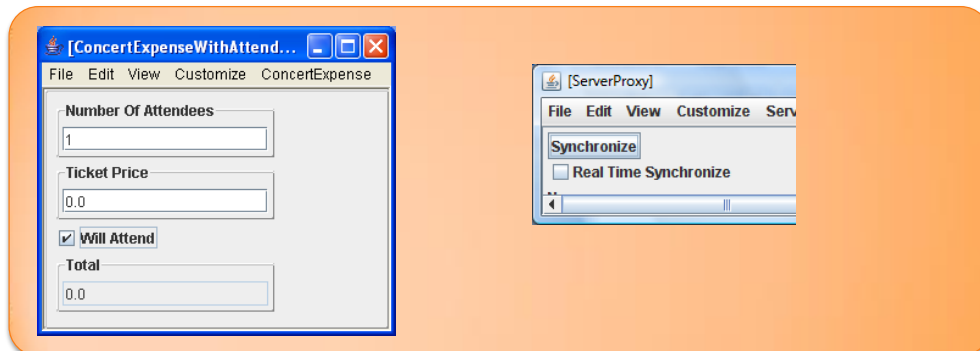 [ConcertExpenseWithAttend...
File Edit View Customize ConcertExpense
Number Of Attendees
1
Ticket Price
0.0
Will Attend
Total
0.0
[ServerProxy]
File Edit View Customize Serv
Synchronize
Real Time Synchronize